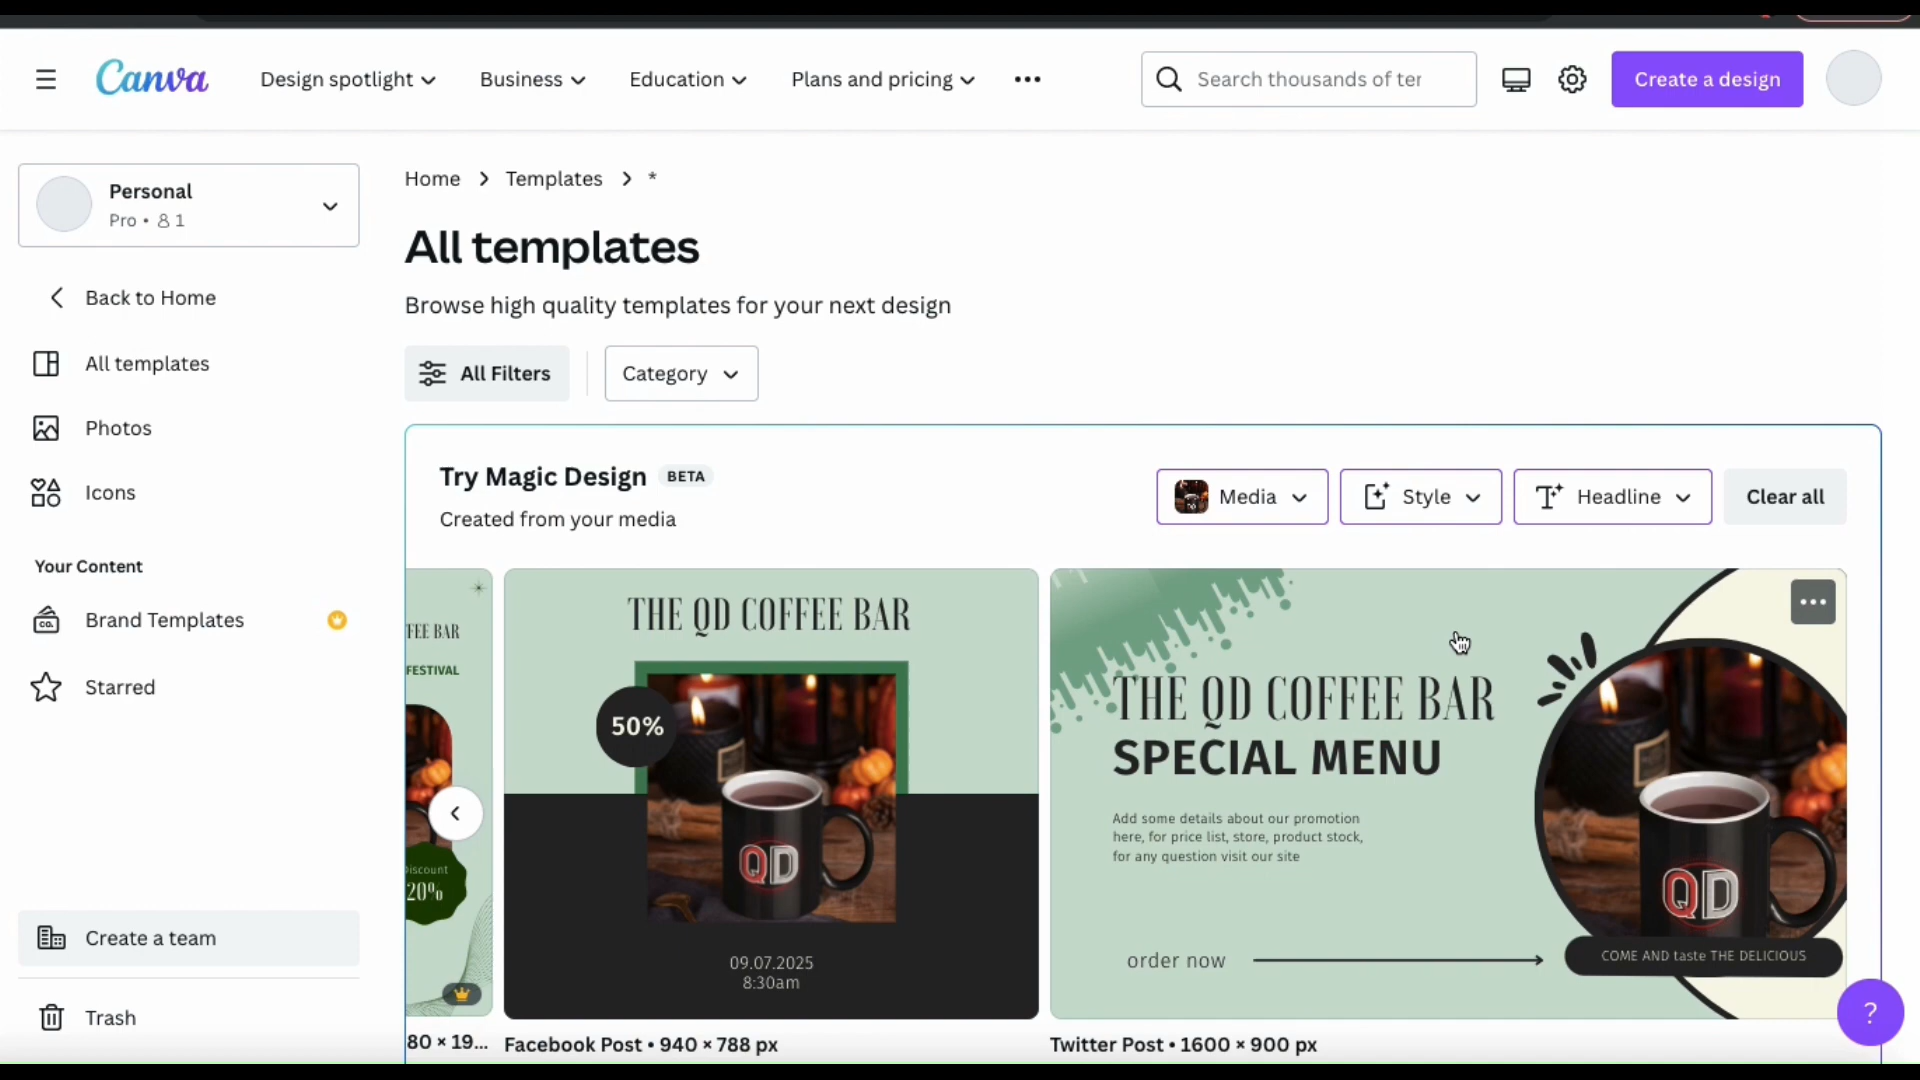 Canva
Design spotlight
Business
Education
Plans and pricing
Search thousands of ter
Create a design
Personal
Pro • 1
Back to Home
All templates
Photos
Icons
Your Content
Brand Templates
Starred
Create a team
Trash
Home > Templates > *
All templates
Browse high quality templates for your next design
All Filters
Category
Try Magic Design BETA
Created from your media
Media
Style
Headline
Clear all
FEE BAR
FESTIVAL
iscount
20%
80 × 19...
THE QD COFFEE BAR
50%
QD
09.07.2025
8:30am
Facebook Post • 940 × 788 px
THE QD COFFEE BAR
SPECIAL MENU
Add some details about our promotion
here, for price list, store, product stock,
for any question visit our site
order now
QD
COME AND taste THE DELICIOUS
Twitter Post • 1600 × 900 px
?